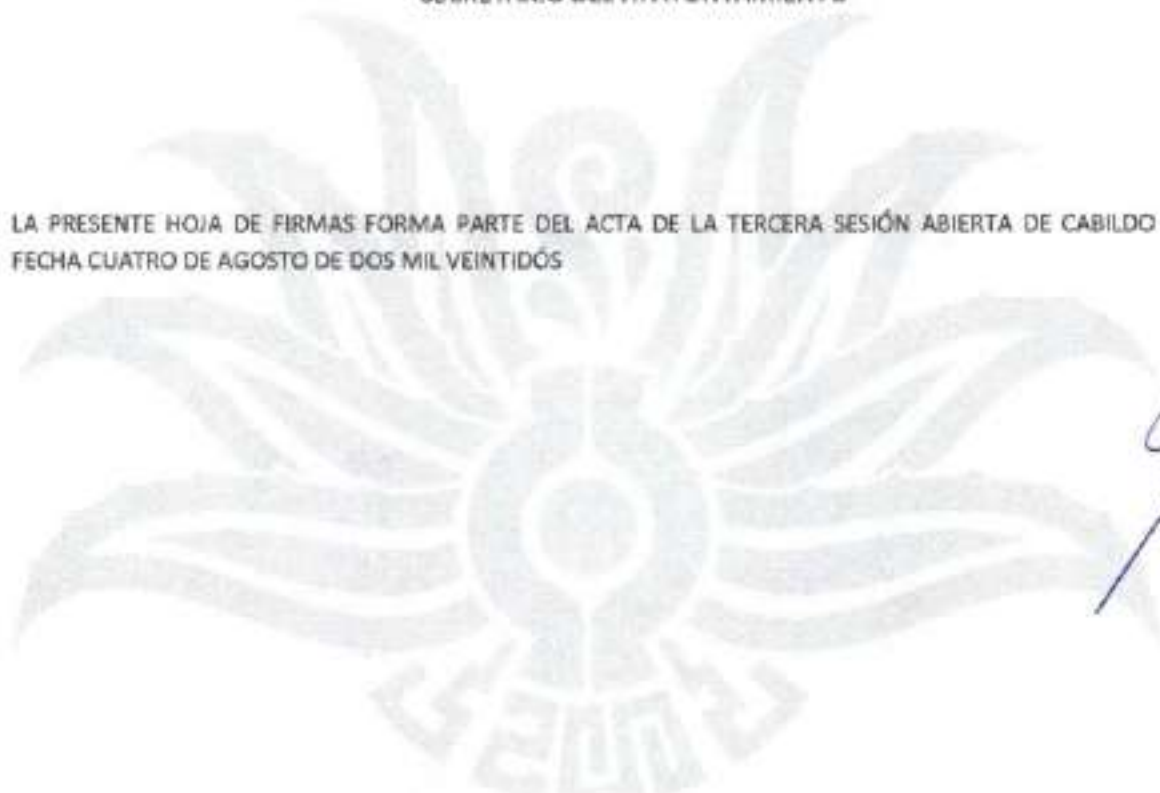 LA PRESENTE HOJA DE FIRMAS FORMA PARTE DEL ACTA DE LA TERCERA SESIÓN ABIERTA DE CABILDO
FECHA CUATRO DE AGOSTO DE DOS MIL VEINTIDÓS